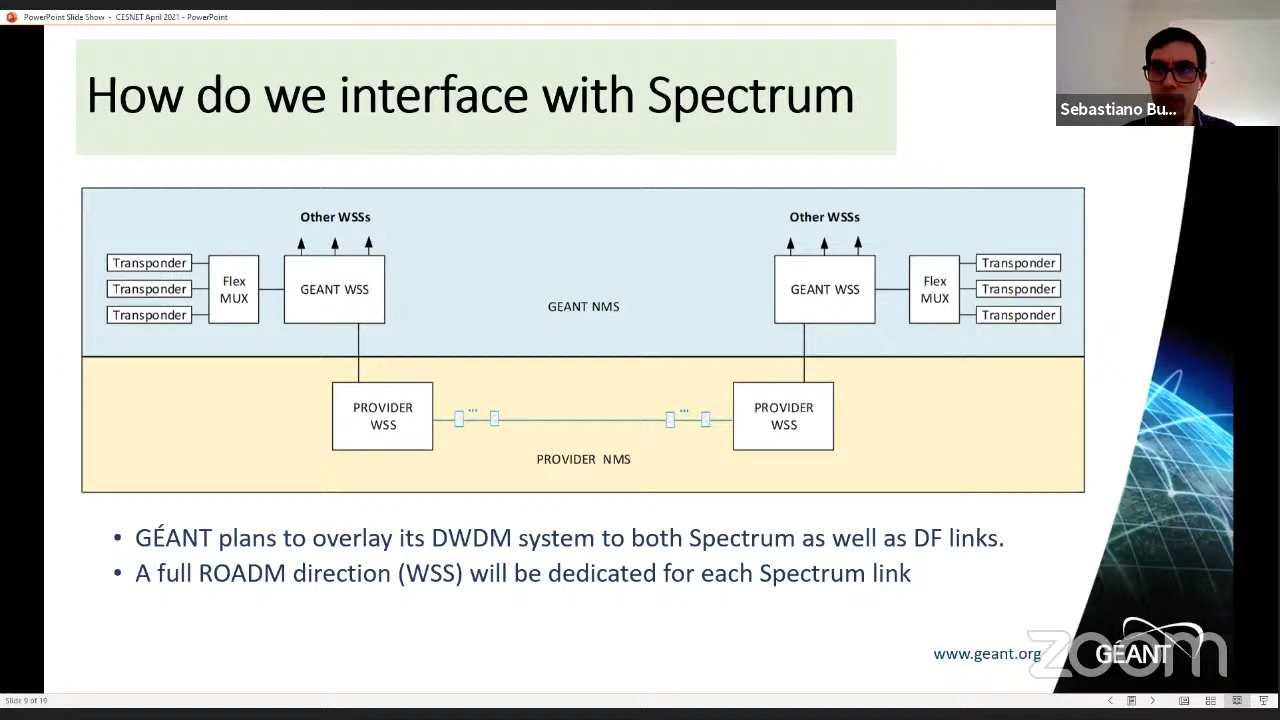 PowerPoint Slide Show - CESNET April 2021 - PowerPoint
How do we interface with Spectrum
Sebastiano Bu...
Other WSSs
Other WSSs
Transponder
Transponder
Transponder
Flex
MUX
GEANT WSS
GEANT NMS
GEANT WSS
Flex
MUX
Transponder
Transponder
Transponder
PROVIDER
WSS
...
...
PROVIDER
WSS
PROVIDER NMS
• GÉANT plans to overlay its DWDM system to both Spectrum as well as DF links.
• A full ROADM direction (WSS) will be dedicated for each Spectrum link
www.geant.org
GÉANT
zoom
Slide 9 of 19